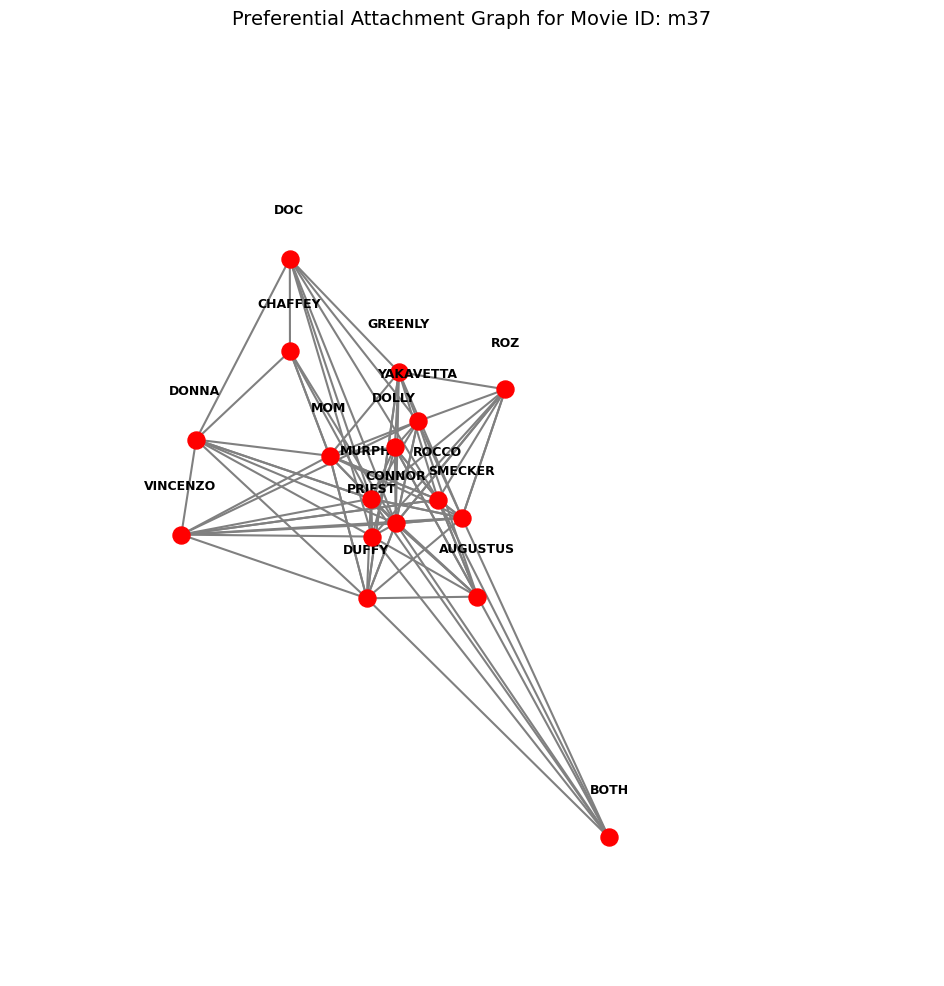 Preferential Attachment Graph for Movie ID: m37
DOC
CHAFFEY
GREENLY
ROZ
YAKAVETTA
DONNA
DOLLY
MOM
MURPH
ROCCO
SMECKER
CONNOR
VINCENZO
PRIEST
DUFFY
AUGUSTUS
BOTH